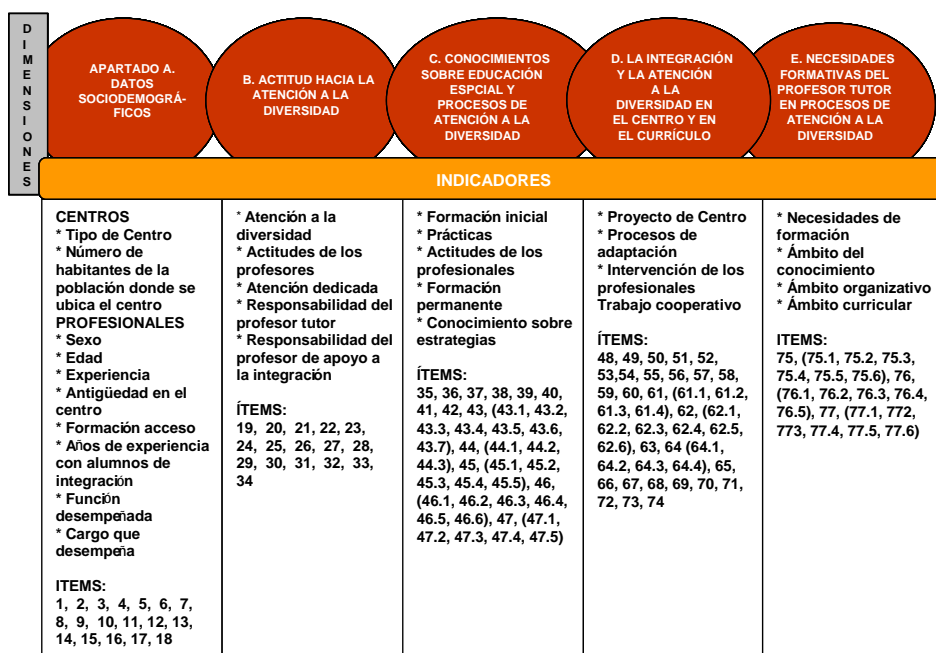 DIMENSIONES
APARTADO A.
DATOS
SOCIODEMOGRÁ-
FICOS
B. ACTITUD HACIA LA
ATENCIÓN A LA
DIVERSIDAD
C. CONOCIMIENTOS
SOBRE EDUCACIÓN
ESPCIAL Y
PROCESOS DE
ATENCIÓN A LA
DIVERSIDAD
D. LA INTEGRACIÓN
Y LA ATENCIÓN
A LA
DIVERSIDAD EN
EL CENTRO Y EN
EL CURRÍCULO
E. NECESIDADES
FORMATIVAS DEL
PROFESOR TUTOR
EN PROCESOS DE
ATENCIÓN A LA
DIVERSIDAD
INDICADORES
CENTROS
* Tipo de Centro
* Número de
habitantes de la
población donde se
ubica el centro
PROFESIONALES
* Sexo
* Edad
* Experiencia
* Antigüedad en el
centro
* Formación acceso
* Años de experiencia
con alumnos de
integración
* Función
desempeñada
* Cargo que
desempeña
ITEMS:
1, 2, 3, 4, 5, 6, 7,
8, 9, 10, 11, 12, 13,
14, 15, 16, 17, 18
* Atención a la
diversidad
* Actitudes de los
profesores
* Atención dedicada
* Responsabilidad del
profesor tutor
* Responsabilidad del
profesor de apoyo a
la integración
ÍTEMS:
19, 20, 21, 22, 23,
24, 25, 26, 27, 28,
29, 30, 31, 32, 33,
34
* Formación inicial
* Prácticas
* Actitudes de los
profesionales
* Formación
permanente
* Conocimiento sobre
estrategias
ÍTEMS:
35, 36, 37, 38, 39, 40,
41, 42, 43, (43.1, 43.2,
43.3, 43.4, 43.5, 43.6,
43.7), 44, (44.1, 44.2,
44.3), 45, (45.1, 45.2,
45.3, 45.4, 45.5), 46,
(46.1, 46.2, 46.3, 46.4,
46.5, 46.6), 47, (47.1,
47.2, 47.3, 47.4, 47.5)
* Proyecto de Centro
* Procesos de
adaptación
* Intervención de los
profesionales
Trabajo cooperativo
ÍTEMS:
48, 49, 50, 51, 52,
53,54, 55, 56, 57, 58,
59, 60, 61, (61.1, 61.2,
61.3, 61.4), 62, (62.1,
62.2, 62.3, 62.4, 62.5,
62.6), 63, 64 (64.1,
64.2, 64.3, 64.4), 65,
66, 67, 68, 69, 70, 71,
72, 73, 74
* Necesidades de
formación
* Ámbito del
conocimiento
* Ámbito organizativo
* Ámbito curricular
ITEMS:
75, (75.1, 75.2, 75.3,
75.4, 75.5, 75.6), 76,
(76.1, 76.2, 76.3, 76.4,
76.5), 77, (77.1, 772,
773, 77.4, 77.5, 77.6)